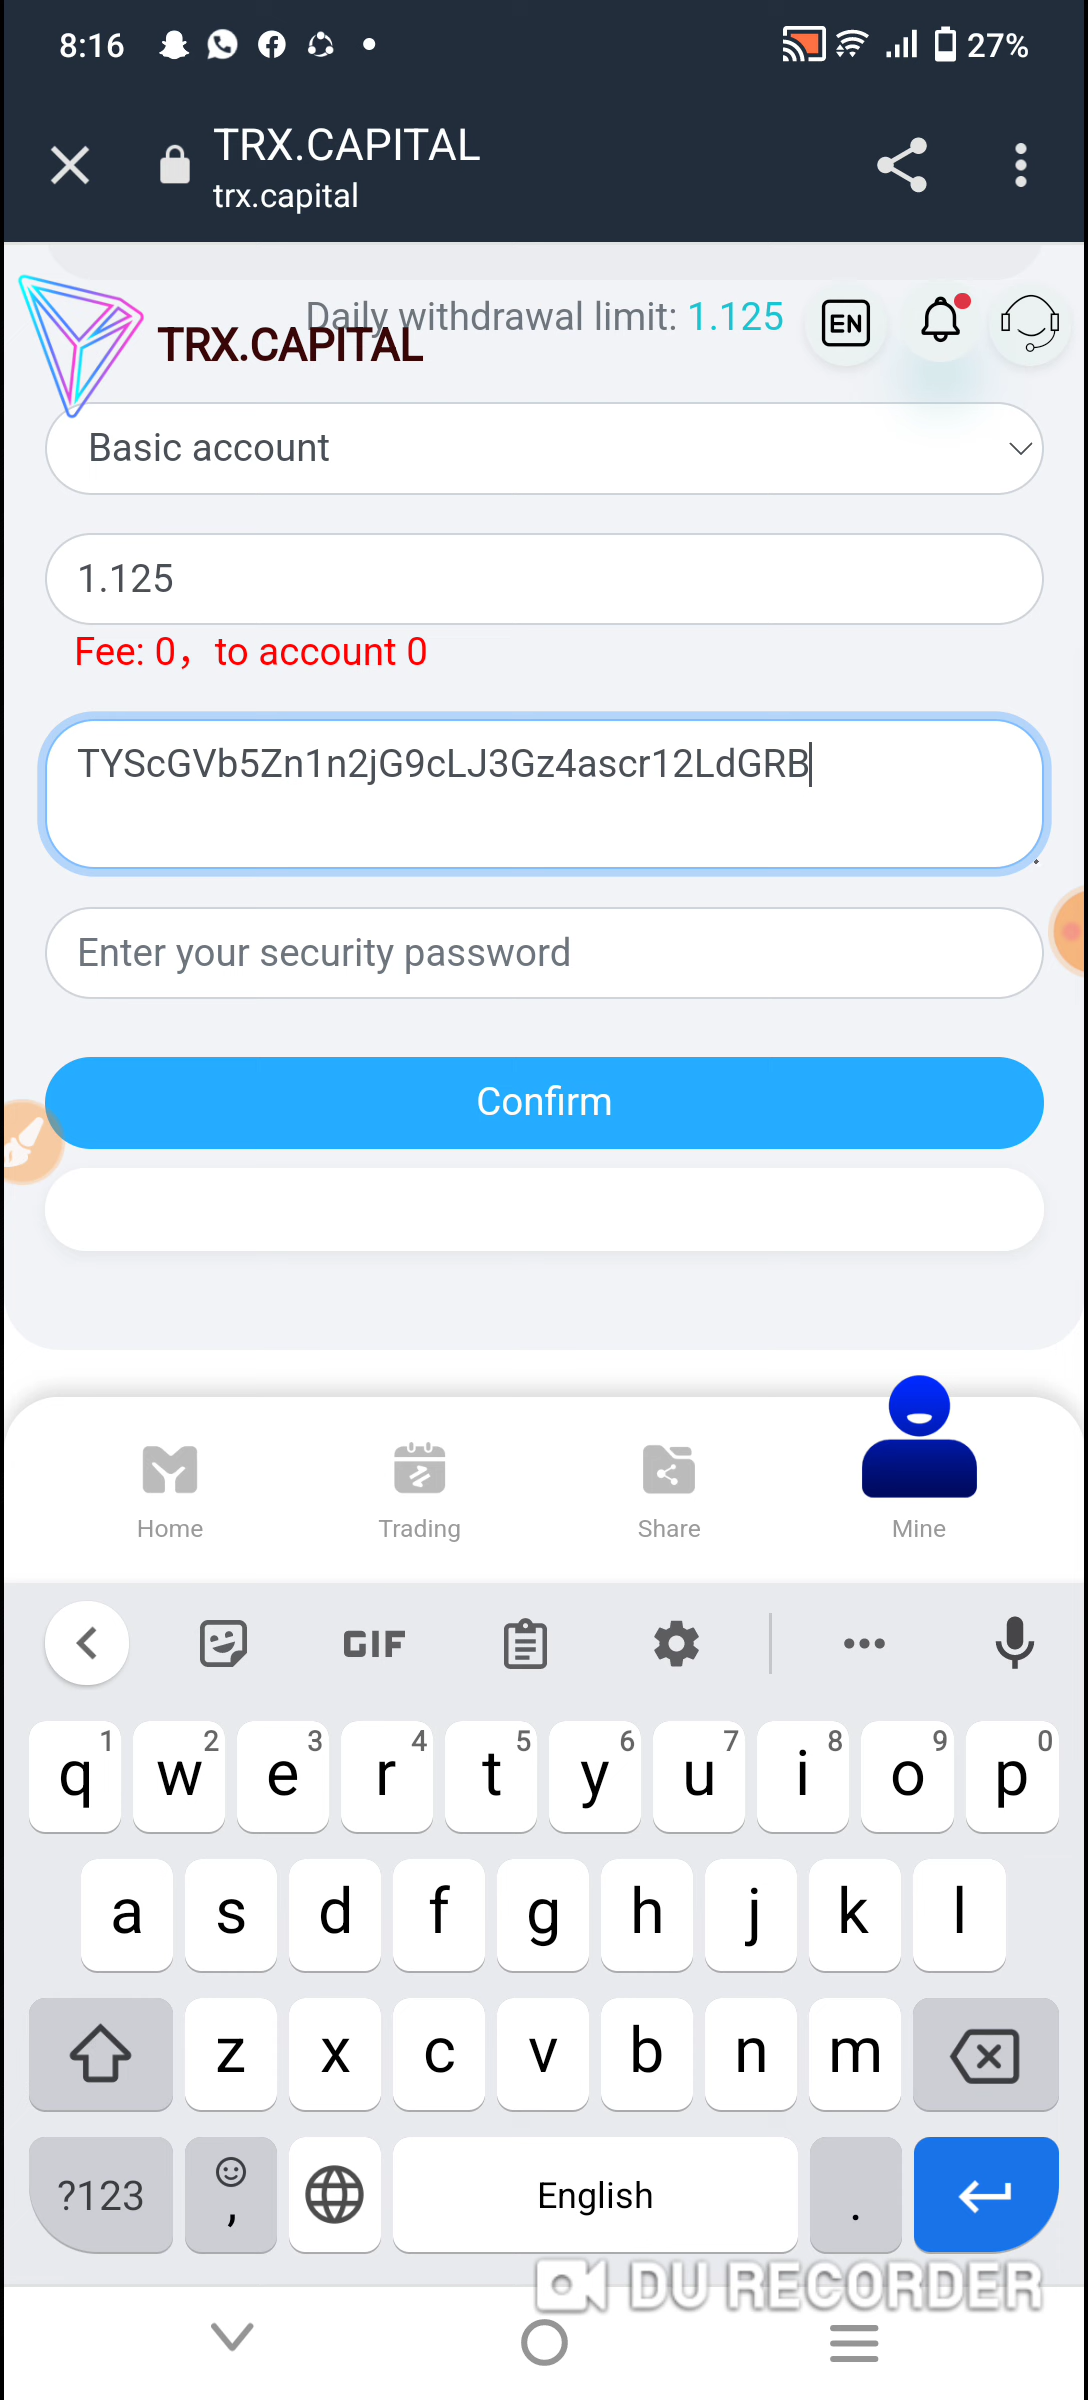 8:16
27%
TRX.CAPITAL
trx.capital
Daily withdrawal limit: 1.125
EN
TRX.CAPITAL
Basic account
1.125
Fee: 0，to account 0
TYScGVb5Zn1n2jG9cLJ3Gz4ascr12LdGRB
Enter your security password
Confirm
Home
Trading
Share
Mine
GIF
1 2 3 4 5 6 7 8 9 0
q w e r t y u i o p
a s d f g h j k l
z x c v b n m
?123 , English .
DU RECORDER